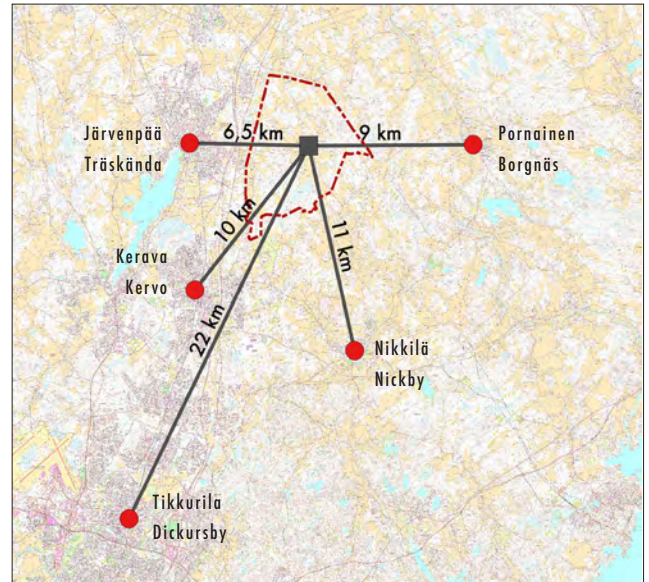 Järvenpää
Träskända
6,5 km
9 km
Pornainen
Borgnäs
10 km
11 km
Kerava
Kervo
22 km
Nikkilä
Nickby
Tikkurila
Dickursby